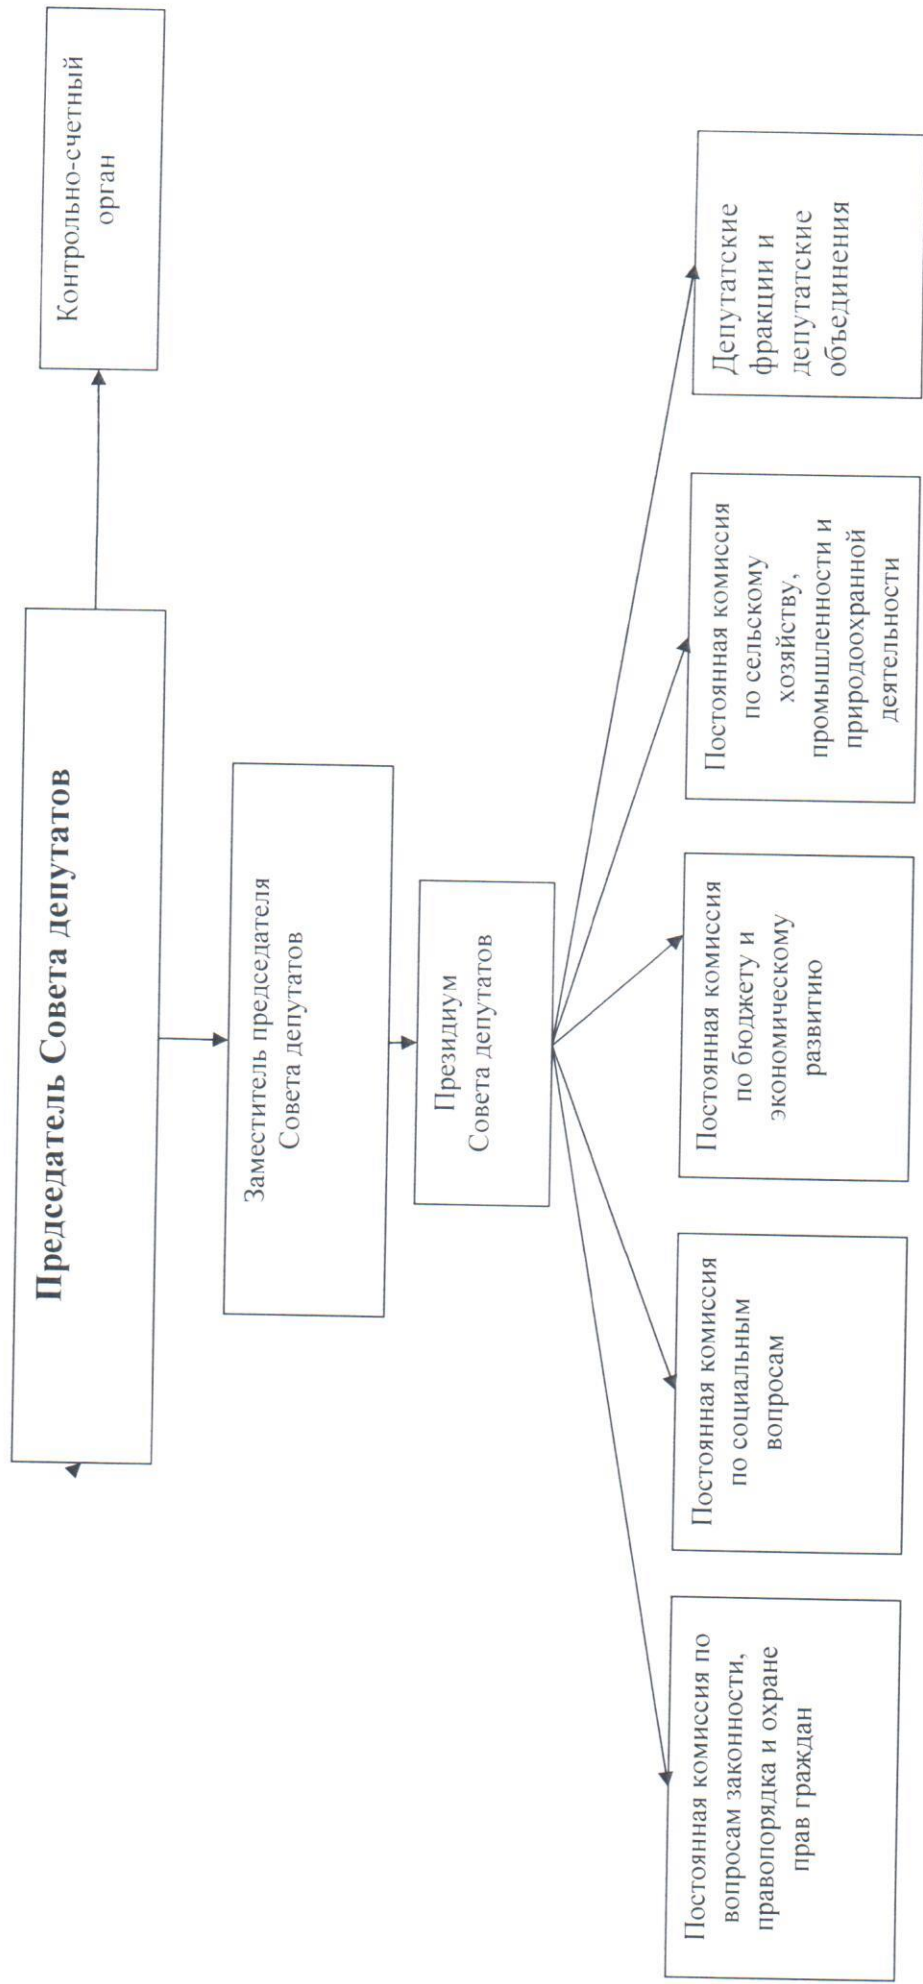 Контрольно-счетный
орган
Председатель Совета депутатов
Заместитель председателя
Совета депутатов
Президиум
Совета депутатов
Постоянная комиссия по
вопросам законности,
правопорядка и охране
прав граждан
Постоянная комиссия
по социальным
вопросам
Постоянная комиссия
по бюджету и
экономическому
развитию
Постоянная комиссия
по сельскому
хозяйству,
промышленности и
природоохранной
деятельности
Депутатские
фракции и
депутатские
объединения